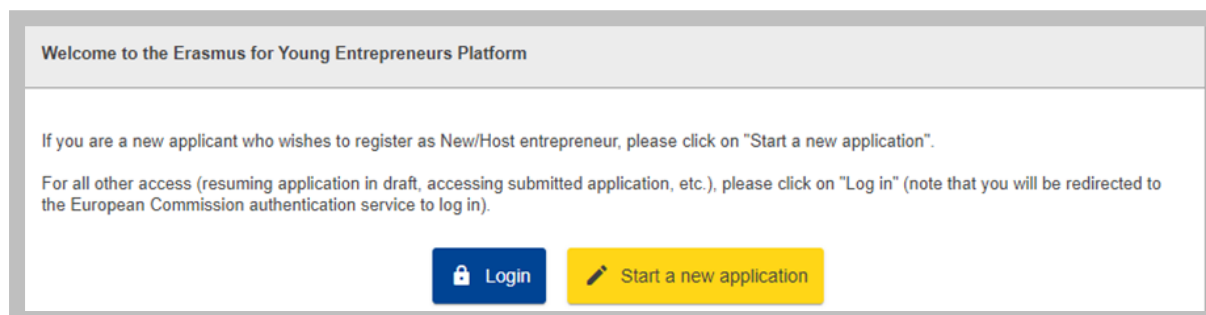 Welcome to the Erasmus for Young Entrepreneurs Platform
If you are a new applicant who wishes to register as New/Host entrepreneur, please click on "Start a new application".
For all other access (resuming application in draft, accessing submitted application, etc.), please click on "Log in" (note that you will be redirected to
the European Commission authentication service to log in).
Login
Start a new application